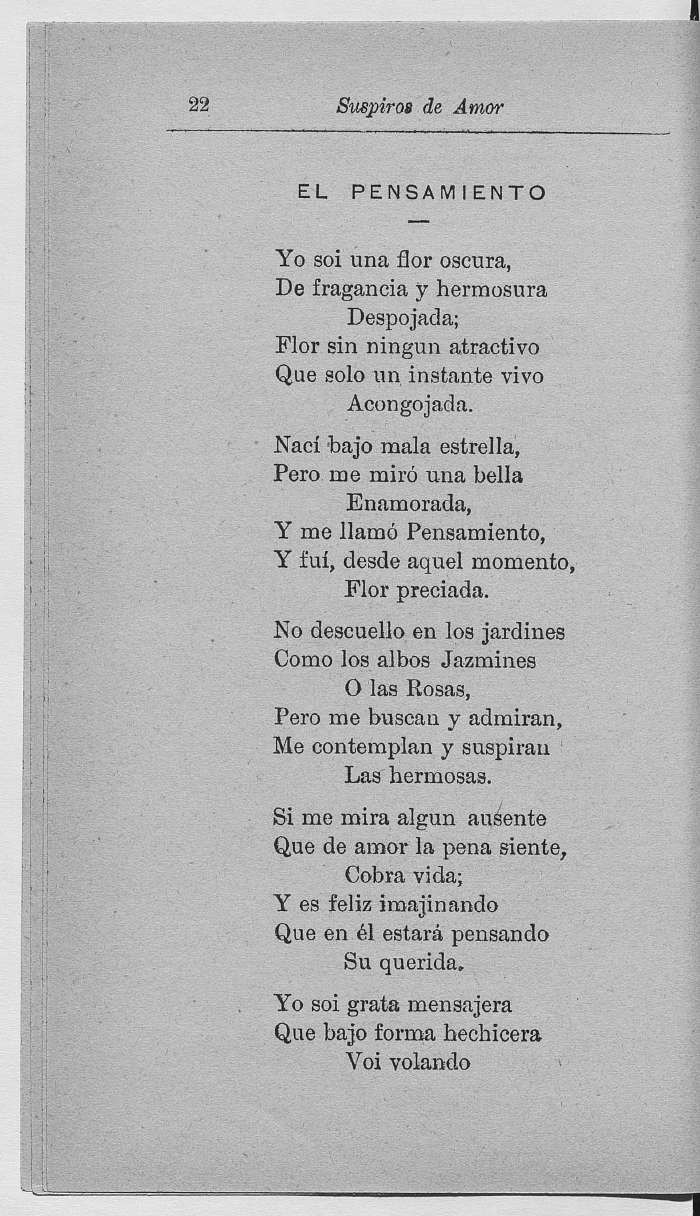 22 Suspiros de Amor
EL PENSAMIENTO
Yo soi una flor oscura,
De fragancia y hermosura
Despojada;
Flor sin ningun atractivo
Que solo un instante vivo
Acongojada.
Nací bajo mala estrella,
Pero me miró una bella
Enamorada,
Y me llamó Pensamiento,
Y fuí, desde aquel momento,
Flor preciada.
No descuello en los jardines
Como los albos Jazmines
O las Rosas,
Pero me buscan y admiran,
Me contemplan y suspiran
Las hermosas.
Si me mira algun ausente
Que de amor la pena siente,
Cobra vida;
Y es feliz imajinando
Que en él estará pensando
Su querida.
Yo soi grata mensajera
Que bajo forma hechicera
Voi volando